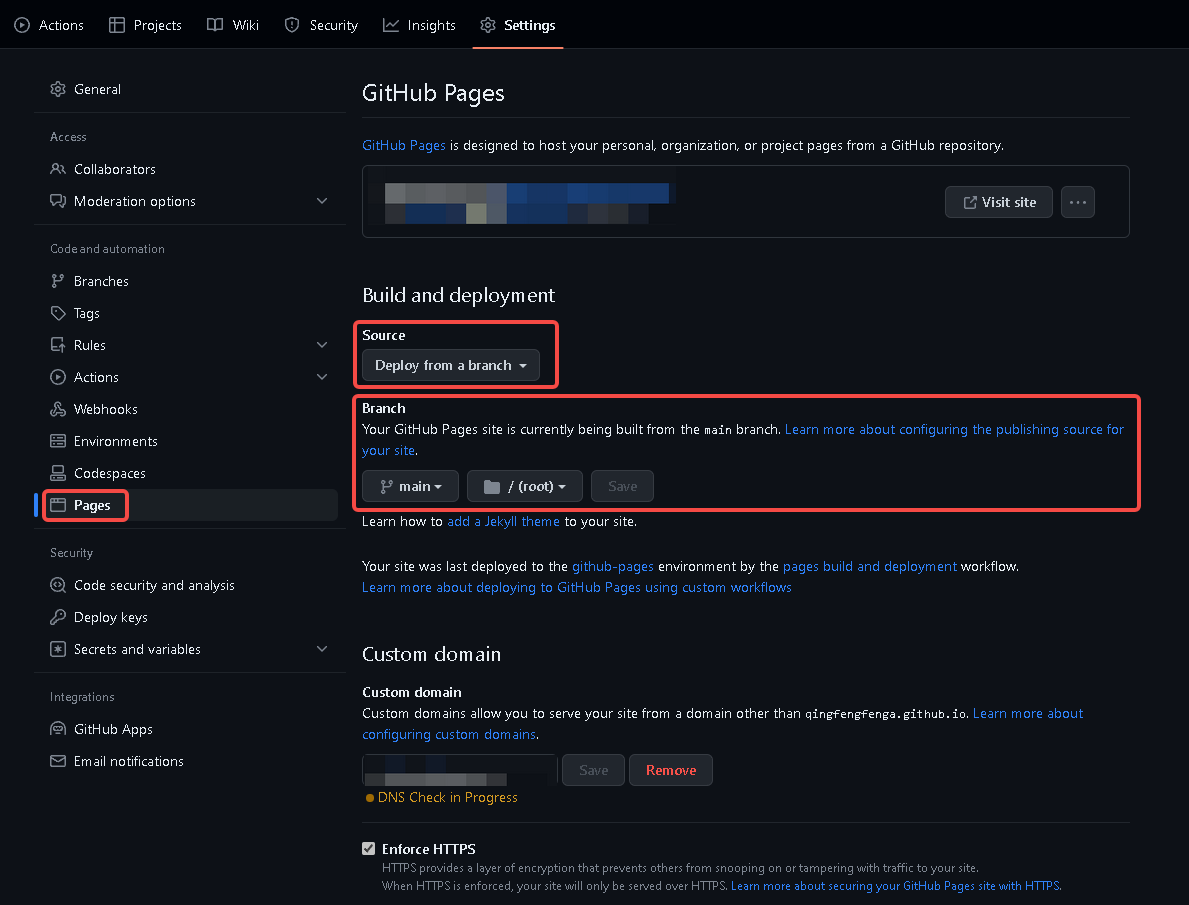 Actions Projects Wiki Security Insights Settings
General
Access
Collaborators
Moderation options
Code and automation
Branches
Tags
Rules
Actions
Webhooks
Environments
Codespaces
Pages
Security
Code security and analysis
Deploy keys
Secrets and variables
Integrations
GitHub Apps
Email notifications
GitHub Pages
GitHub Pages is designed to host your personal, organization, or project pages from a GitHub repository.
Visit site
Build and deployment
Source
Deploy from a branch
Branch
Your GitHub Pages site is currently being built from the main branch. Learn more about configuring the publishing source for
your site.
main / (root) Save
Learn how to add a Jekyll theme to your site.
Your site was last deployed to the github-pages environment by the pages build and deployment workflow.
Learn more about deploying to GitHub Pages using custom workflows
Custom domain
Custom domain
Custom domains allow you to serve your site from a domain other than qingfengfenga.github.io. Learn more about
configuring custom domains.
Save Remove
DNS Check in Progress
Enforce HTTPS
HTTPS provides a layer of encryption that prevents others from snooping on or tampering with traffic to your site.
When HTTPS is enforced, your site will only be served over HTTPS. Learn more about securing your GitHub Pages site with HTTPS.